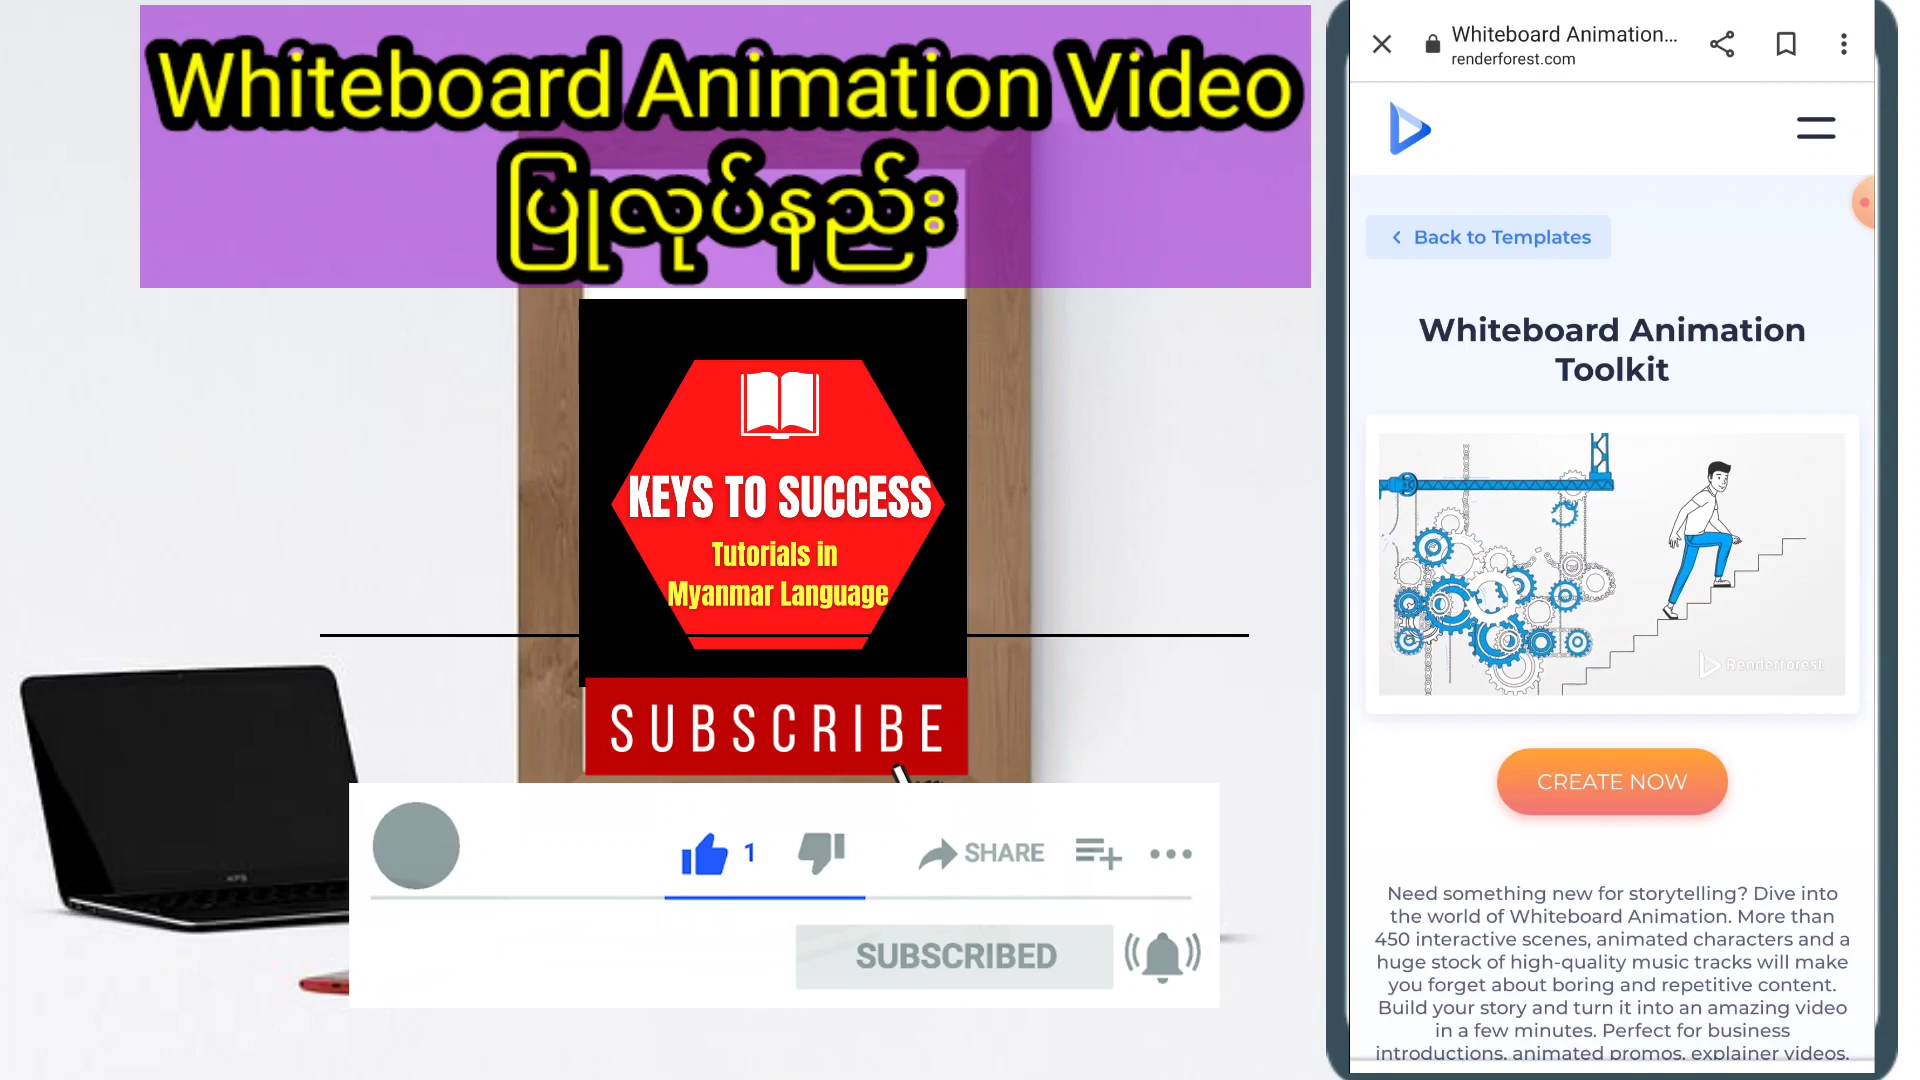 Whiteboard Animation Video
ပြုလုပ်နည်း
KEYS TO SUCCESS
Tutorials in
Myanmar Language
SUBSCRIBE
1
SHARE
SUBSCRIBED
Whiteboard Animation...
renderforest.com
Back to Templates
Whiteboard Animation
Toolkit
Renderforest
CREATE NOW
Need something new for storytelling? Dive into
the world of Whiteboard Animation. More than
450 interactive scenes, animated characters and a
huge stock of high-quality music tracks will make
you forget about boring and repetitive content.
Build your story and turn it into an amazing video
in a few minutes. Perfect for business
introductions, animated promos, explainer videos,